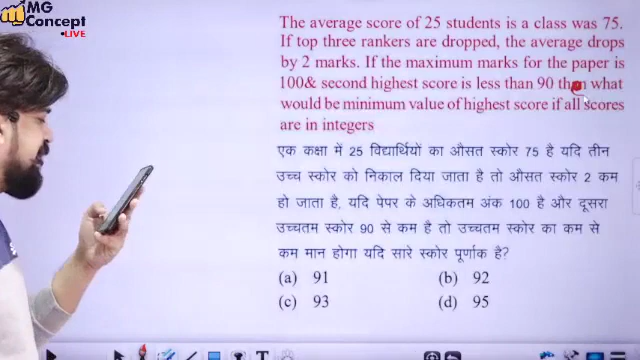 MG
Concept
•LIVE
The average score of 25 students is a class was 75.
If top three rankers are dropped, the average drops
by 2 marks. If the maximum marks for the paper is
100& second highest score is less than 90 than what
would be minimum value of highest score if all scores
are in integers
एक कक्षा में 25 विद्यार्थियों का औसत स्कोर 75 है यदि तीन
उच्च स्कोर को निकाल दिया जाता है तो औसत स्कोर 2 कम
हो जाता है, यदि पेपर के अधिकतम अंक 100 है और दूसरा
उच्चतम स्कोर 90 से कम है तो उच्चतम स्कोर का कम से
कम मान होगा यदि सारे स्कोर पूर्णाक है?
(a) 91 (b) 92
(c) 93 (d) 95